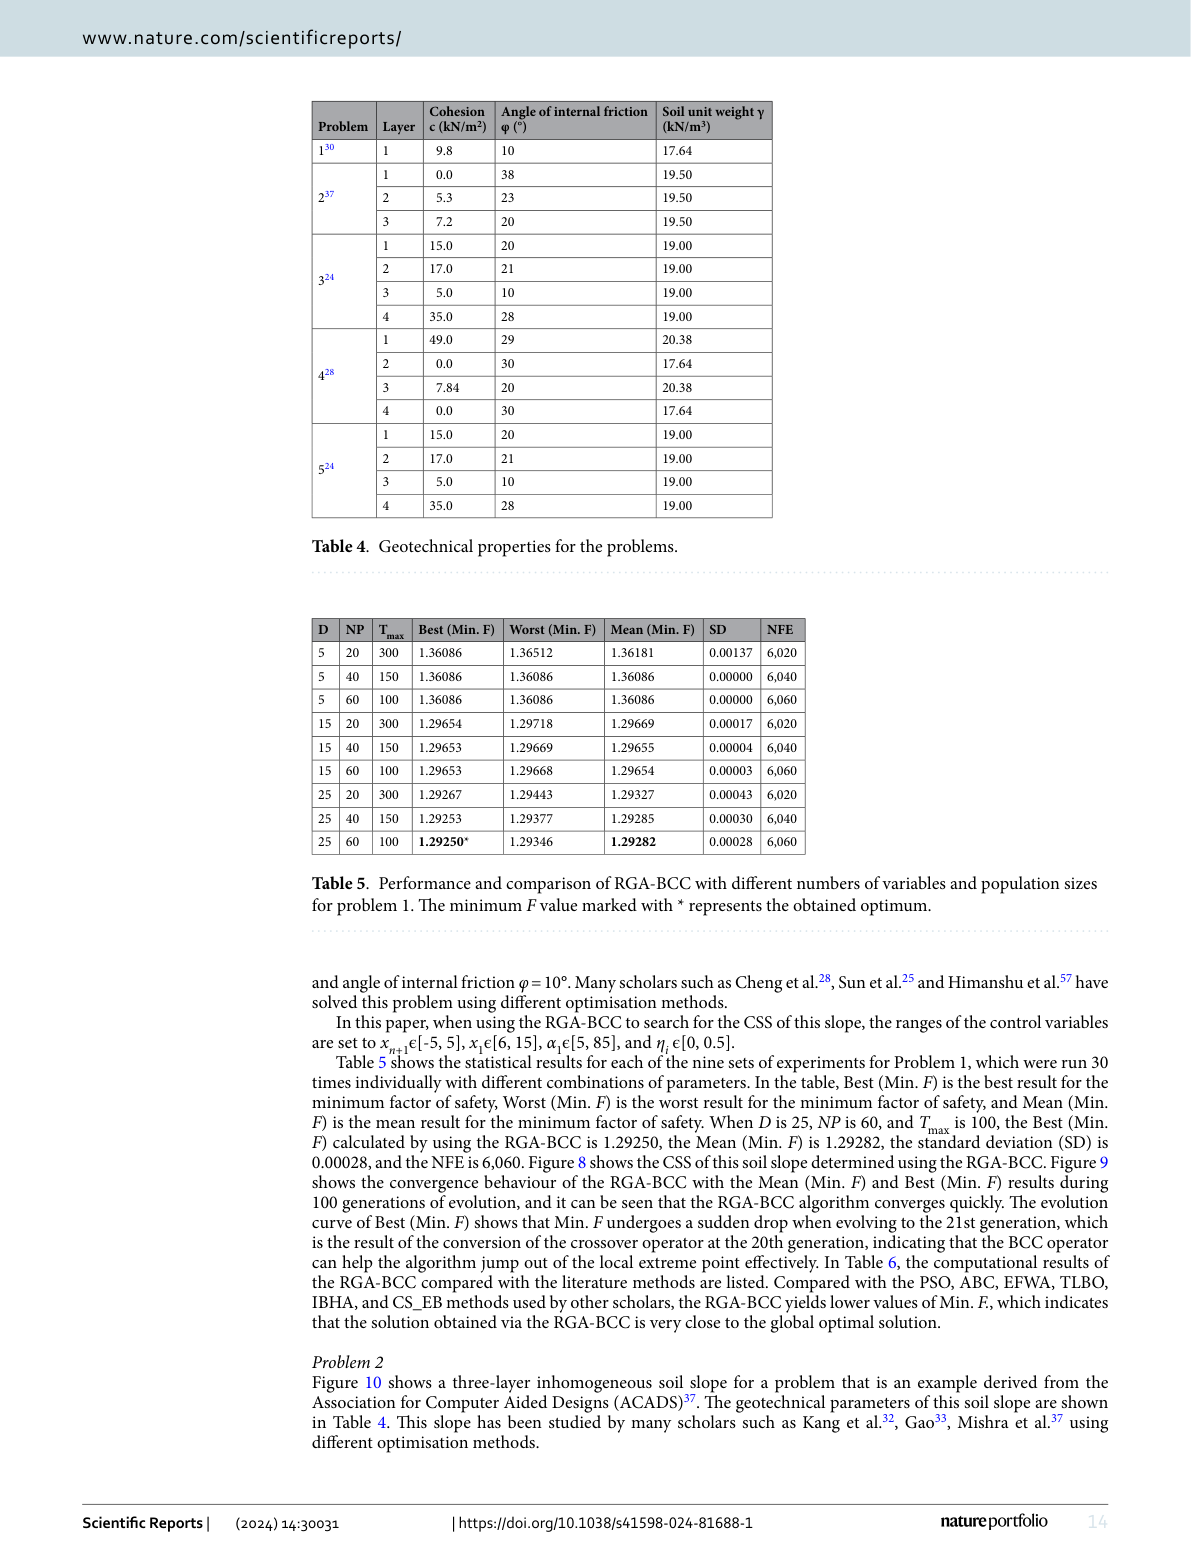 www.nature.com/scientificreports/
Problem Layer Cohesion c (kN/m²) Angle of internal friction φ (°) Soil unit weight γ (kN/m³)
1³⁰ 1 9.8 10 17.64
2³⁷ 1 0.0 38 19.50
2 5.3 23 19.50
3 7.2 20 19.50
3²⁴ 1 15.0 20 19.00
2 17.0 21 19.00
3 5.0 10 19.00
4 35.0 28 19.00
4²⁸ 1 49.0 29 20.38
2 0.0 30 17.64
3 7.84 20 20.38
4 0.0 30 17.64
5²⁴ 1 15.0 20 19.00
2 17.0 21 19.00
3 5.0 10 19.00
4 35.0 28 19.00
Table 4. Geotechnical properties for the problems.
D NP Tmax Best (Min. F) Worst (Min. F) Mean (Min. F) SD NFE
5 20 300 1.36086 1.36512 1.36181 0.00137 6,020
5 40 150 1.36086 1.36086 1.36086 0.00000 6,040
5 60 100 1.36086 1.36086 1.36086 0.00000 6,060
15 20 300 1.29654 1.29718 1.29669 0.00017 6,020
15 40 150 1.29653 1.29669 1.29655 0.00004 6,040
15 60 100 1.29653 1.29668 1.29654 0.00003 6,060
25 20 300 1.29267 1.29443 1.29327 0.00043 6,020
25 40 150 1.29253 1.29377 1.29285 0.00030 6,040
25 60 100 1.29250* 1.29346 1.29282 0.00028 6,060
Table 5. Performance and comparison of RGA-BCC with different numbers of variables and population sizes
for problem 1. The minimum F value marked with * represents the obtained optimum.
and angle of internal friction φ = 10°. Many scholars such as Cheng et al.²⁸, Sun et al.²⁵ and Himanshu et al.⁵⁷ have
solved this problem using different optimisation methods.
In this paper, when using the RGA-BCC to search for the CSS of this slope, the ranges of the control variables
are set to xₙ₊₁ϵ[-5, 5], x₁ϵ[6, 15], α₁ϵ[5, 85], and ηᵢ ϵ[0, 0.5].
Table 5 shows the statistical results for each of the nine sets of experiments for Problem 1, which were run 30
times individually with different combinations of parameters. In the table, Best (Min. F) is the best result for the
minimum factor of safety, Worst (Min. F) is the worst result for the minimum factor of safety, and Mean (Min.
F) is the mean result for the minimum factor of safety. When D is 25, NP is 60, and Tmax is 100, the Best (Min.
F) calculated by using the RGA-BCC is 1.29250, the Mean (Min. F) is 1.29282, the standard deviation (SD) is
0.00028, and the NFE is 6,060. Figure 8 shows the CSS of this soil slope determined using the RGA-BCC. Figure 9
shows the convergence behaviour of the RGA-BCC with the Mean (Min. F) and Best (Min. F) results during
100 generations of evolution, and it can be seen that the RGA-BCC algorithm converges quickly. The evolution
curve of Best (Min. F) shows that Min. F undergoes a sudden drop when evolving to the 21st generation, which
is the result of the conversion of the crossover operator at the 20th generation, indicating that the BCC operator
can help the algorithm jump out of the local extreme point effectively. In Table 6, the computational results of
the RGA-BCC compared with the literature methods are listed. Compared with the PSO, ABC, EFWA, TLBO,
IBHA, and CS_EB methods used by other scholars, the RGA-BCC yields lower values of Min. F., which indicates
that the solution obtained via the RGA-BCC is very close to the global optimal solution.
Problem 2
Figure 10 shows a three-layer inhomogeneous soil slope for a problem that is an example derived from the
Association for Computer Aided Designs (ACADS)³⁷. The geotechnical parameters of this soil slope are shown
in Table 4. This slope has been studied by many scholars such as Kang et al.³², Gao³³, Mishra et al.³⁷ using
different optimisation methods.
Scientific Reports | (2024) 14:30031 | https://doi.org/10.1038/s41598-024-81688-1 natureportfolio 14